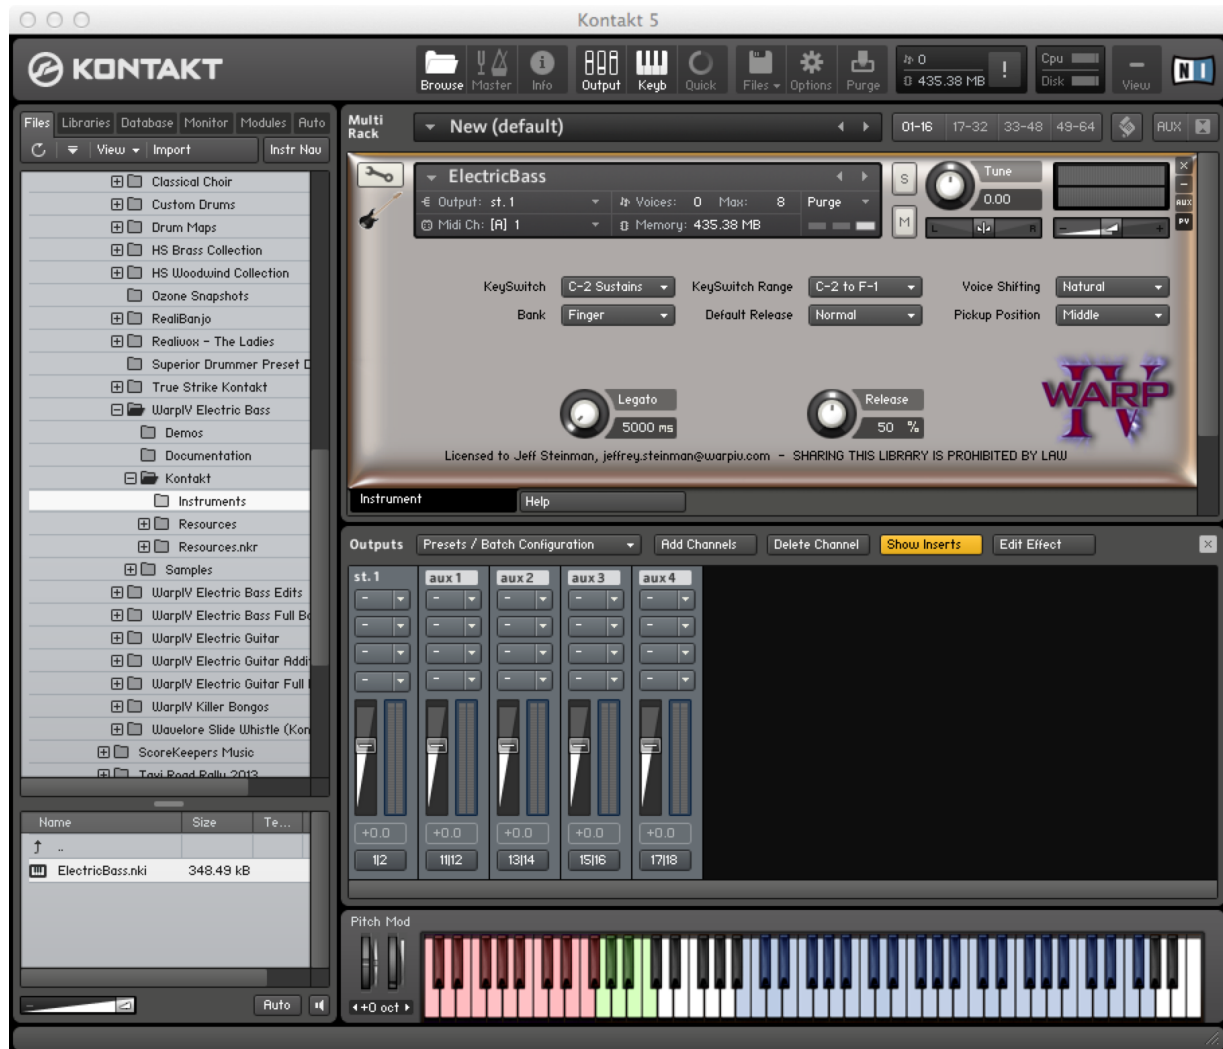 Kontakt 5
KONTAKT
Browse Master Info Output Keyb Quick Files Options Purge
0
435.38 MB
!
Cpu
Disk
View
NI
Files Libraries Database Monitor Modules Auto
View Import Instr Nav
Classical Choir
Custom Drums
Drum Maps
HS Brass Collection
HS Woodwind Collection
Ozone Snapshots
RealiBanjo
Realivox - The Ladies
Superior Drummer Preset D
True Strike Kontakt
WarpIV Electric Bass
Demos
Documentation
Kontakt
Instruments
Resources
Resources.nkr
Samples
WarpIV Electric Bass Edits
WarpIV Electric Bass Full Ba
WarpIV Electric Guitar
WarpIV Electric Guitar Addi
WarpIV Electric Guitar Full
WarpIV Killer Bongos
Wavelore Slide Whistle (Kon
ScoreKeepers Music
Taxi Road Rally 2013
Name Size Te...
..
ElectricBass.nki 348.49 kB
Auto
Multi
Rack
New (default)
01-16 17-32 33-48 49-64
AUX
ElectricBass
Output: st.1 Voices: 0 Max: 8 Purge
Midi Ch: [A] 1 Memory: 435.38 MB
S
M
Tune
0.00
L R
- +
AUX
PV
KeySwitch C-2 Sustains KeySwitch Range C-2 to F-1 Voice Shifting Natural
Bank Finger Default Release Normal Pickup Position Middle
Legato
5000 ms
Release
50 %
WARP
IV
Licensed to Jeff Steinman, jeffrey.steinman@warpiv.com - SHARING THIS LIBRARY IS PROHIBITED BY LAW
Instrument Help
Outputs Presets / Batch Configuration Add Channels Delete Channel Show Inserts Edit Effect
st.1 aux1 aux2 aux3 aux4
- - - - -
- - - - -
- - - - -
- - - - -
+0.0 +0.0 +0.0 +0.0 +0.0
1|2 11|12 13|14 15|16 17|18
Pitch Mod
+0 oct